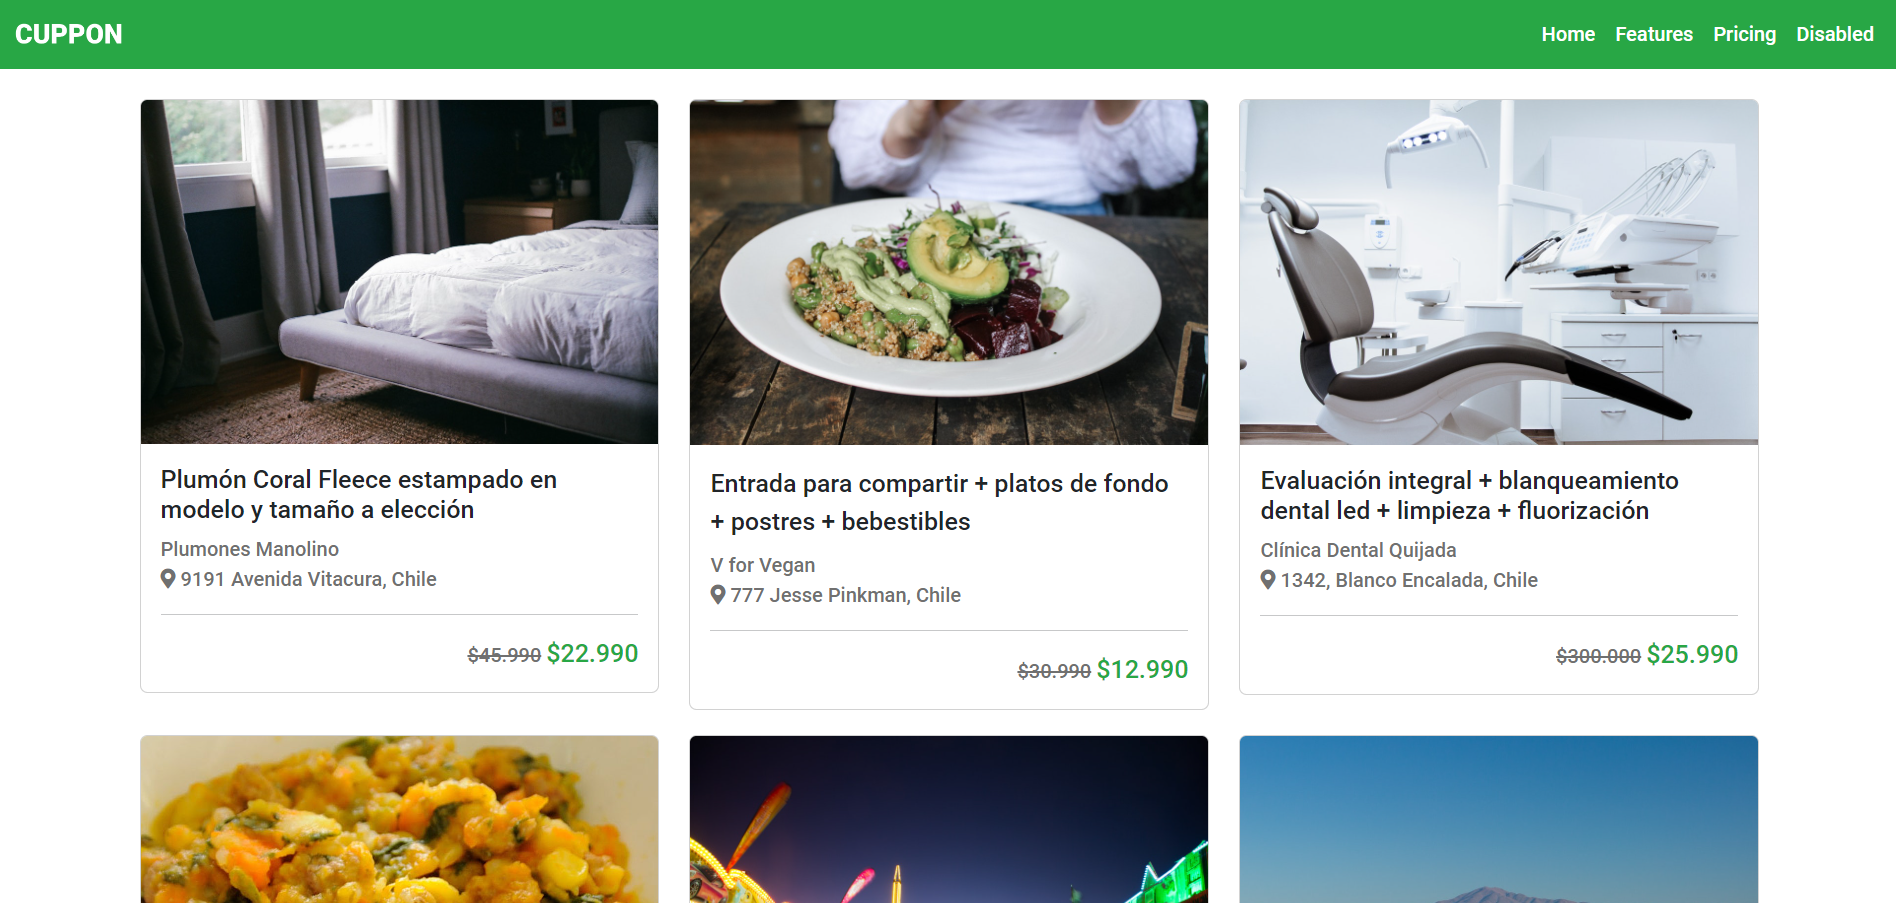 CUPPON
Home Features Pricing Disabled
Plumón Coral Fleece estampado en
modelo y tamaño a elección
Plumones Manolino
9191 Avenida Vitacura, Chile
$45.990 $22.990
Entrada para compartir + platos de fondo
+ postres + bebestibles
V for Vegan
777 Jesse Pinkman, Chile
$30.990 $12.990
Evaluación integral + blanqueamiento
dental led + limpieza + fluorización
Clínica Dental Quijada
1342, Blanco Encalada, Chile
$300.000 $25.990